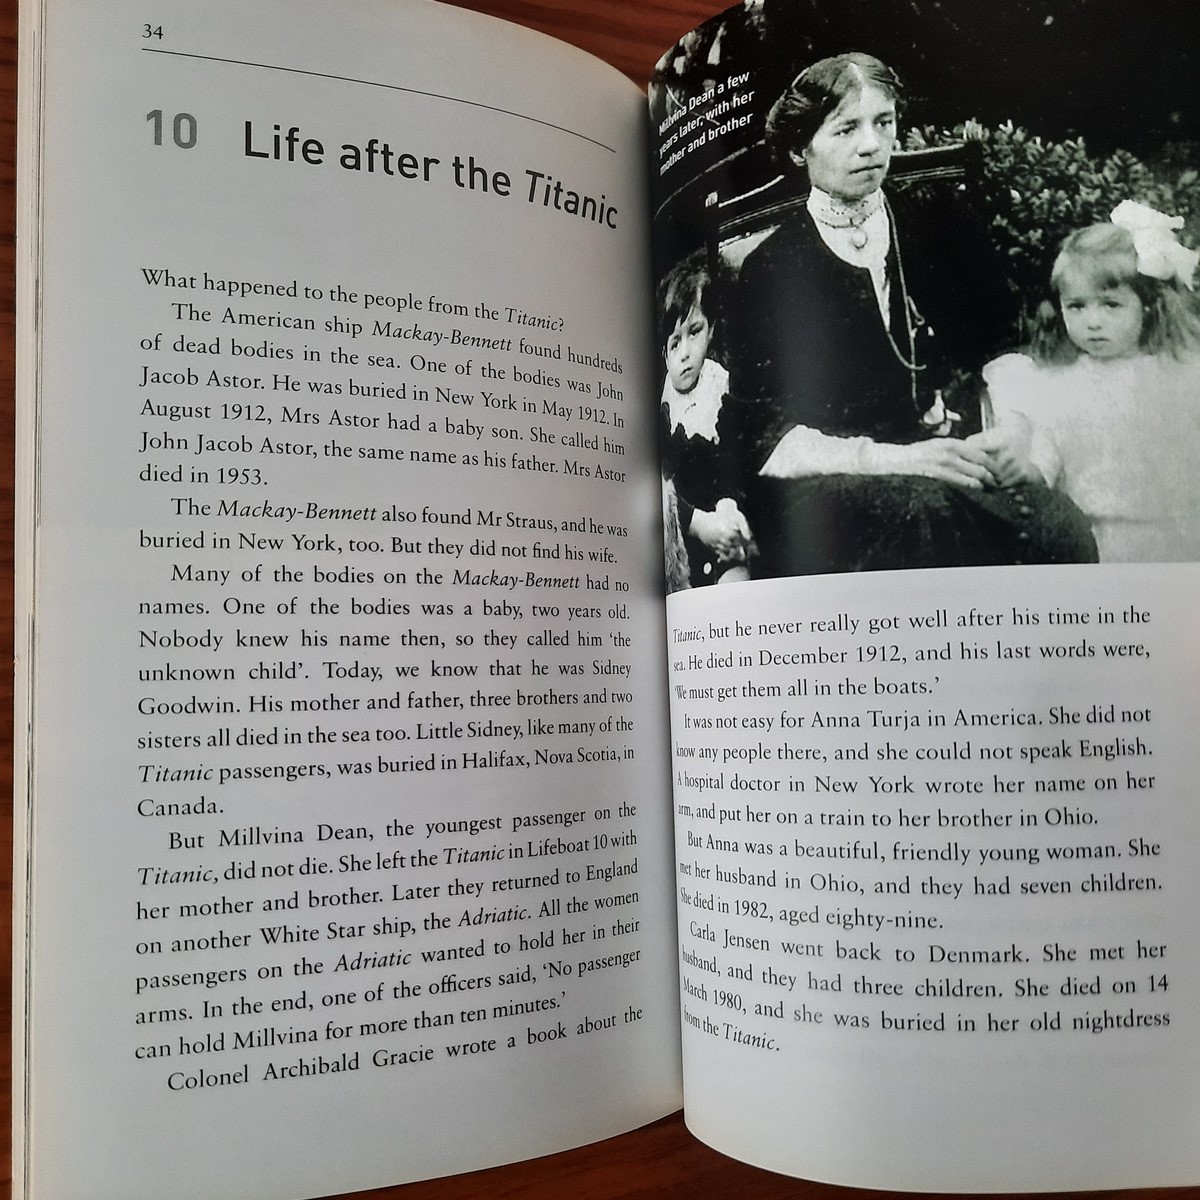 34
10 Life after the Titanic
What happened to the people from the Titanic?
The American ship Mackay-Bennett found hundreds
of dead bodies in the sea. One of the bodies was John
Jacob Astor. He was buried in New York in May 1912. In
August 1912, Mrs Astor had a baby son. She called him
John Jacob Astor, the same name as his father. Mrs Astor
died in 1953.
The Mackay-Bennett also found Mr Straus, and he was
buried in New York, too. But they did not find his wife.
Many of the bodies on the Mackay-Bennett had no
names. One of the bodies was a baby, two years old.
Nobody knew his name then, so they called him ‘the
unknown child’. Today, we know that he was Sidney
Goodwin. His mother and father, three brothers and two
sisters all died in the sea too. Little Sidney, like many of the
Titanic passengers, was buried in Halifax, Nova Scotia, in
Canada.
But Millvina Dean, the youngest passenger on the
Titanic, did not die. She left the Titanic in Lifeboat 10 with
her mother and brother. Later they returned to England
on another White Star ship, the Adriatic. All the women
passengers on the Adriatic wanted to hold her in their
arms. In the end, one of the officers said, ‘No passenger
can hold Millvina for more than ten minutes.’
Colonel Archibald Gracie wrote a book about the
Millvina Dean a few
years later, with her
mother and brother
Titanic, but he never really got well after his time in the
sea. He died in December 1912, and his last words were,
‘We must get them all in the boats.’
It was not easy for Anna Turja in America. She did not
know any people there, and she could not speak English.
A hospital doctor in New York wrote her name on her
arm, and put her on a train to her brother in Ohio.
But Anna was a beautiful, friendly young woman. She
met her husband in Ohio, and they had seven children.
She died in 1982, aged eighty-nine.
Carla Jensen went back to Denmark. She met her
husband, and they had three children. She died on 14
March 1980, and she was buried in her old nightdress
from the Titanic.